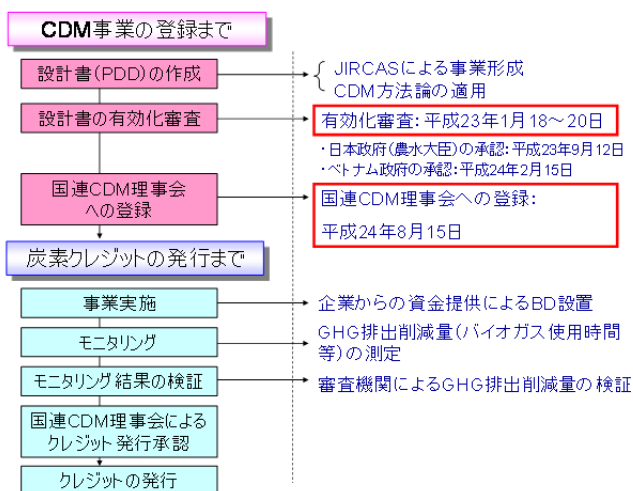 CDM事業の登録まで
設計書(PDD)の作成
JIRCASによる事業形成
CDM方法論の適用
設計書の有効化審査
有効化審査:平成23年1月18～20日
・日本政府(農水大臣)の承認:平成23年9月12日
・ベトナム政府の承認:平成24年2月15日
国連CDM理事会
への登録
国連CDM理事会への登録:
平成24年8月15日
炭素クレジットの発行まで
事業実施
企業からの資金提供によるBD設置
モニタリング
GHG排出削減量(バイオガス使用時間
等)の測定
モニタリング結果の検証
審査機関によるGHG排出削減量の検証
国連CDM理事会による
クレジット発行承認
クレジットの発行